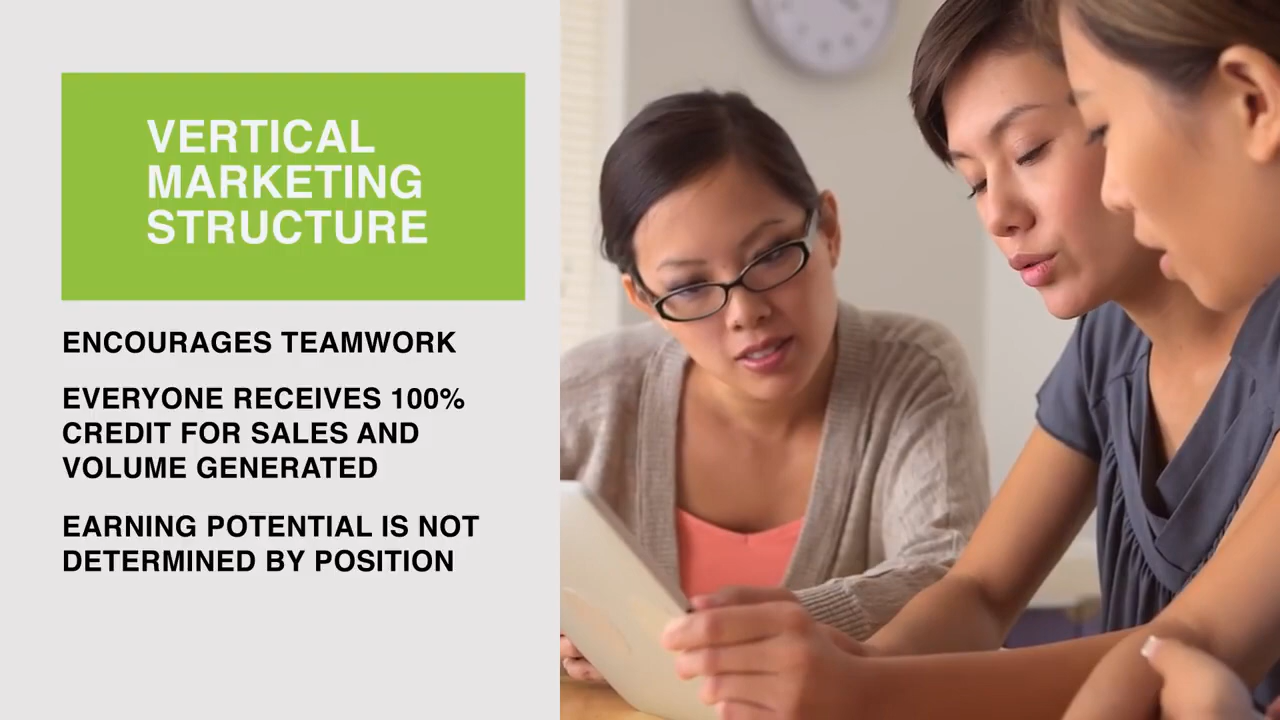 VERTICAL
MARKETING
STRUCTURE
ENCOURAGES TEAMWORK
EVERYONE RECEIVES 100%
CREDIT FOR SALES AND
VOLUME GENERATED
EARNING POTENTIAL IS NOT
DETERMINED BY POSITION